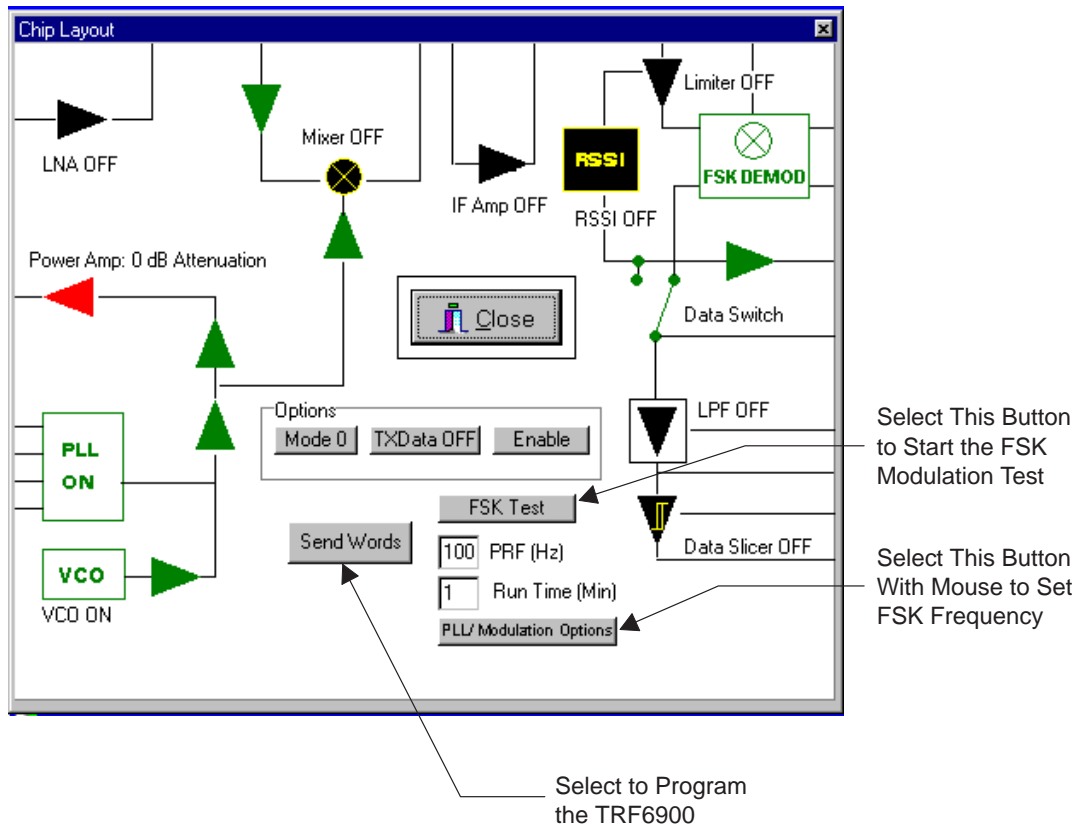 Chip Layout
LNA OFF
Mixer OFF
IF Amp OFF
RSSI
RSSI OFF
Limiter OFF
FSK DEMOD
Power Amp: 0 dB Attenuation
Close
Data Switch
PLL
ON
VCO
VCO ON
Options
Mode 0
TXData OFF
Enable
FSK Test
Send Words
100
PRF (Hz)
1
Run Time (Min)
PLL/ Modulation Options
LPF OFF
Data Slicer OFF
Select This Button
to Start the FSK
Modulation Test
Select This Button
With Mouse to Set
FSK Frequency
Select to Program
the TRF6900